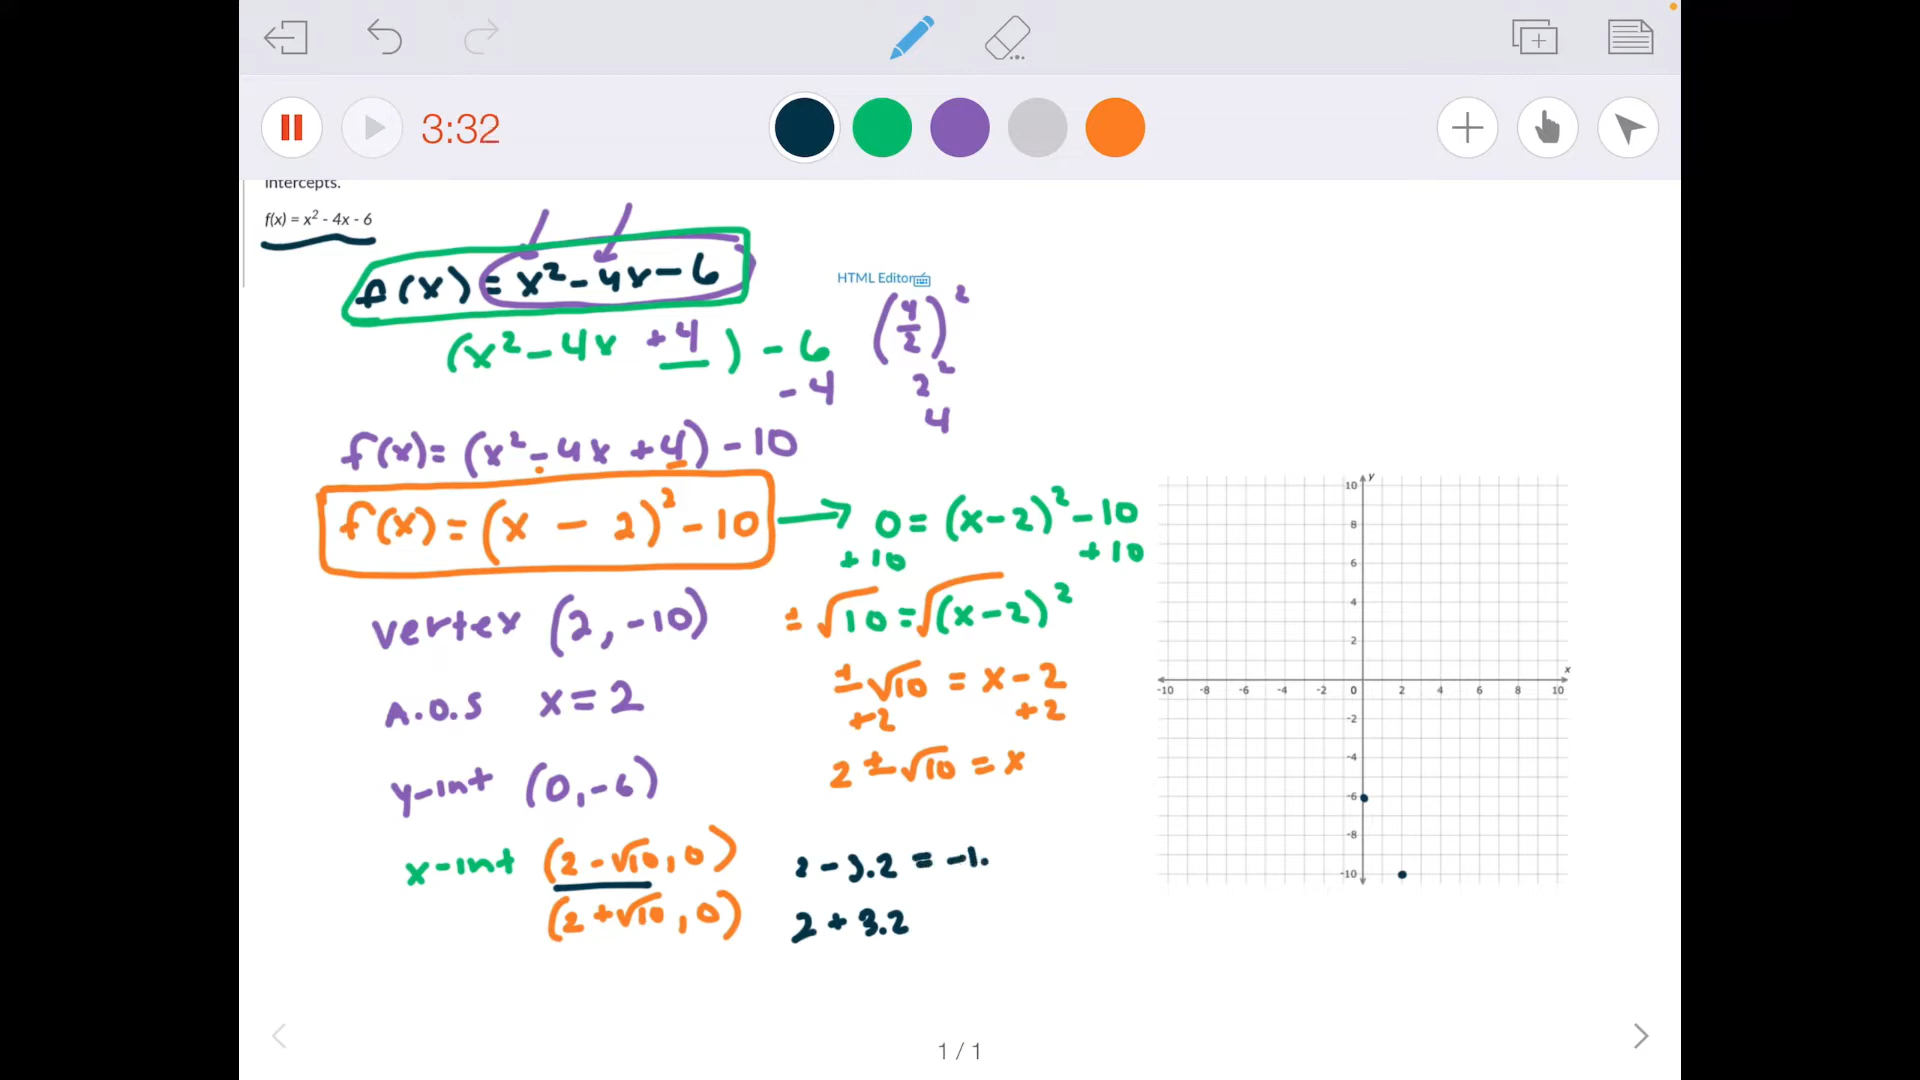 3:32
intercepts.
f(x) = x² - 4x - 6
f(x) = x² - 4x - 6
HTML Editor
(x² - 4x + 4) - 6
- 4
(4/2)²
2²
4
f(x) = (x² - 4x + 4) - 10
f(x) = (x - 2)² - 10
0 = (x-2)² - 10
+ 10 + 10
vertex (2, -10)
± √10 = √(x-2)²
± √10 = x - 2
+2 +2
A.O.S x = 2
2 ± √10 = x
y-int (0, -6)
x-int (2 - √10, 0)
(2 + √10, 0)
2 - 3.2 = -1.
2 + 3.2
y
10
8
6
4
2
x
-10 -8 -6 -4 -2 0 2 4 6 8 10
-2
-4
-6
-8
-10
1 / 1